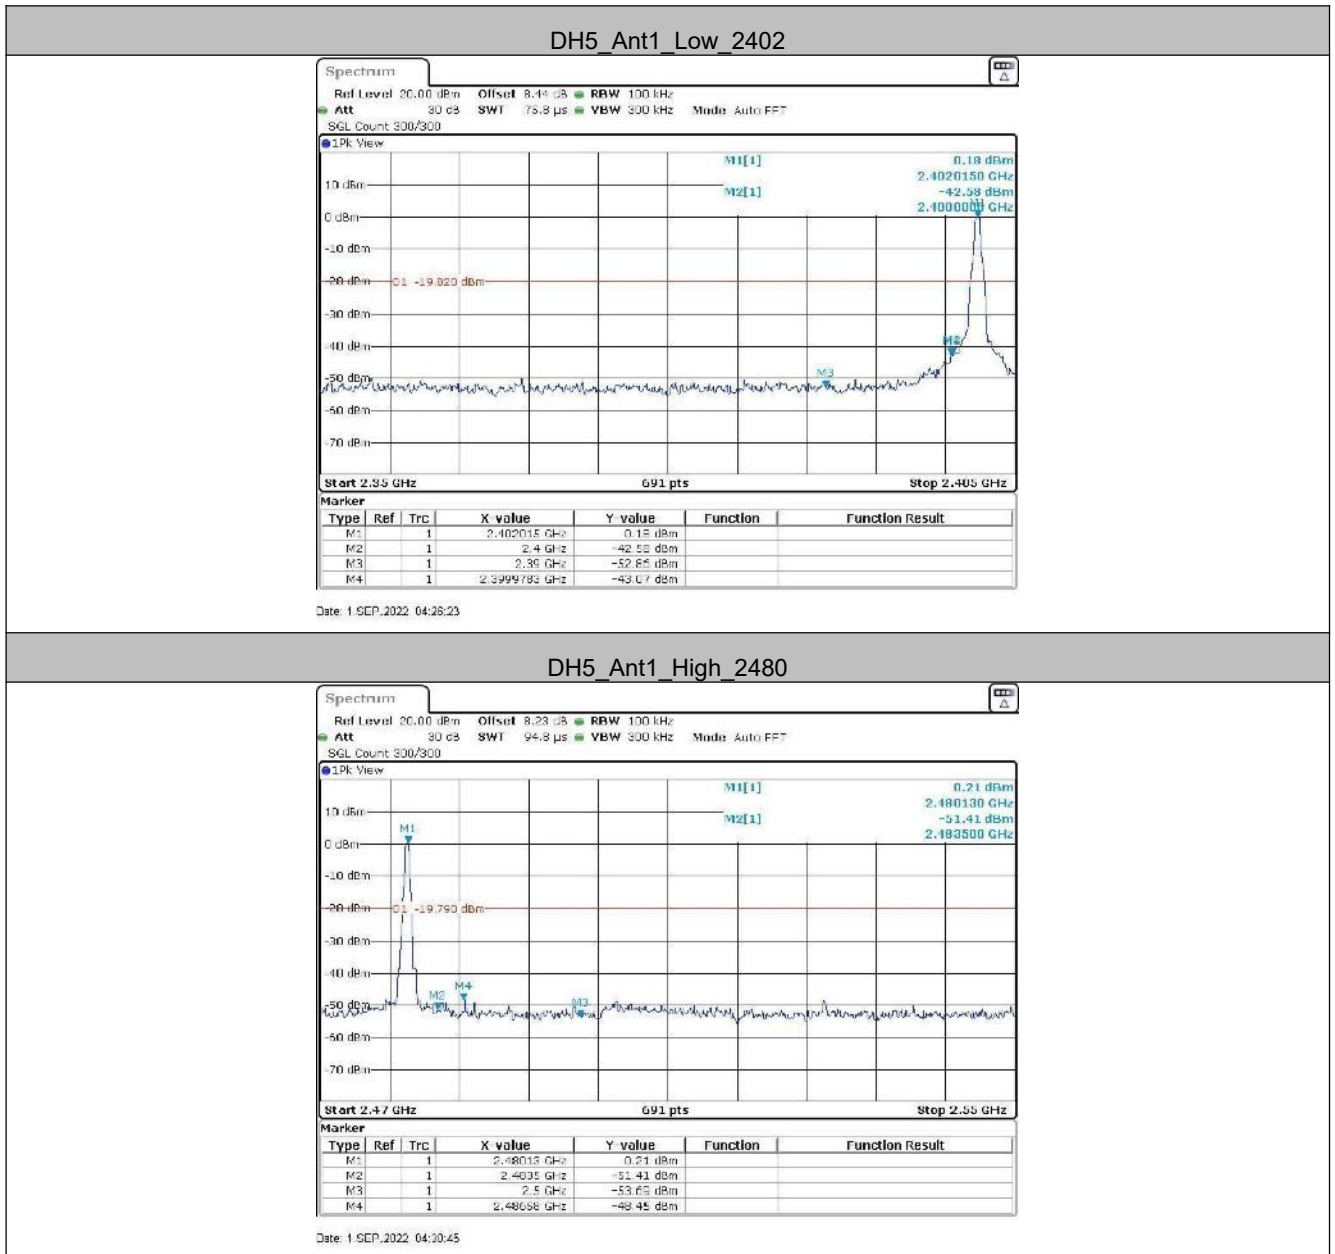 DH5_Ant1_Low_2402
Spectrum
Ref Level 20.00 dBm Offset 8.44 dB RBW 100 kHz
Att 30 dB SWT 75.8 µs VBW 300 kHz Mode Auto FFT
SGL Count 300/300
1Pk View
M1[1] 0.18 dBm
2.4020150 GHz
10 dBm
M2[1] -42.58 dBm
2.4000000 GHz
M1
0 dBm
-10 dBm
-20 dBm
D1 -19.820 dBm
-30 dBm
-40 dBm
M3
-50 dBm
-60 dBm
-70 dBm
Start 2.35 GHz 691 pts Stop 2.405 GHz
Marker
Type Ref Trc X-value Y-value Function Function Result
M1 1 2.402015 GHz 0.18 dBm
M2 1 2.4 GHz -42.58 dBm
M3 1 2.39 GHz -52.86 dBm
M4 1 2.3999783 GHz -43.07 dBm
Date: 1.SEP.2022 04:26:23
DH5_Ant1_High_2480
Spectrum
Ref Level 20.00 dBm Offset 8.23 dB RBW 100 kHz
Att 30 dB SWT 94.8 µs VBW 300 kHz Mode Auto FFT
SGL Count 300/300
1Pk View
M1[1] 0.21 dBm
2.480130 GHz
10 dBm
M2[1] -51.41 dBm
2.483500 GHz
M1
0 dBm
-10 dBm
-20 dBm
D1 -19.790 dBm
-30 dBm
-40 dBm
M4
M2
M3
-50 dBm
-60 dBm
-70 dBm
Start 2.47 GHz 691 pts Stop 2.55 GHz
Marker
Type Ref Trc X-value Y-value Function Function Result
M1 1 2.48013 GHz 0.21 dBm
M2 1 2.4835 GHz -51.41 dBm
M3 1 2.5 GHz -53.69 dBm
M4 1 2.48658 GHz -48.45 dBm
Date: 1.SEP.2022 04:30:45